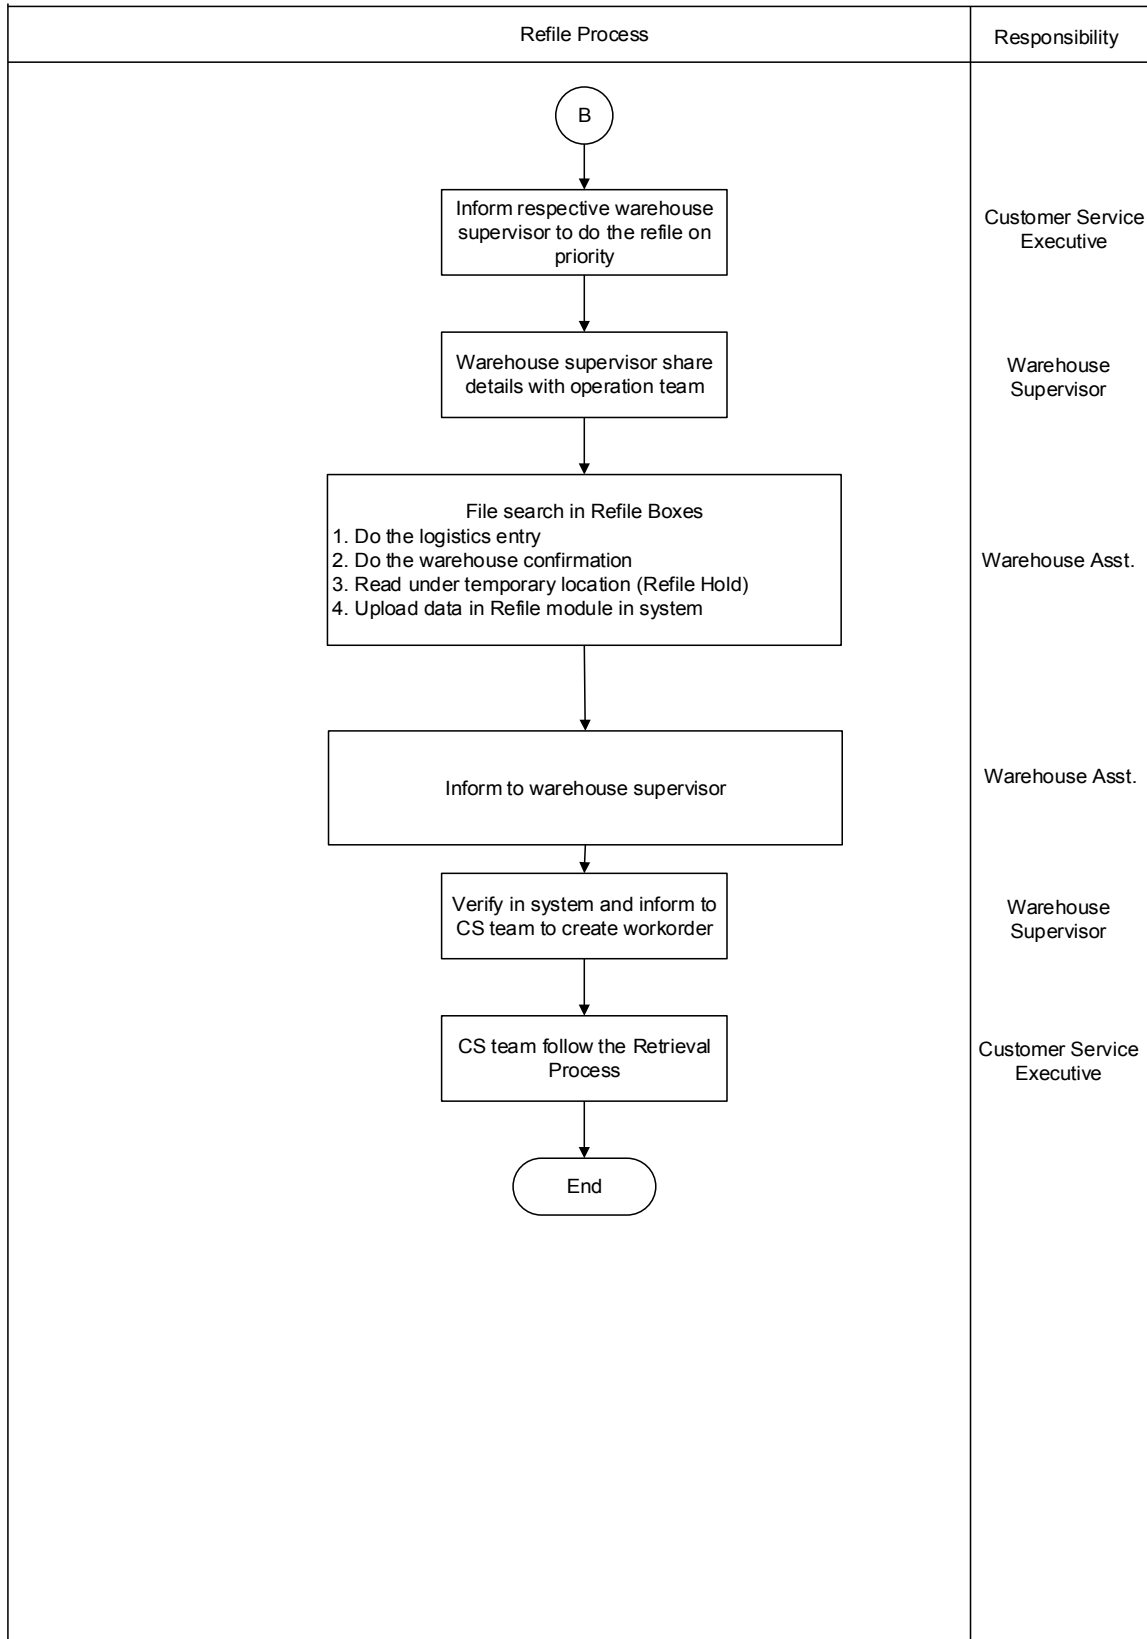 Refile Process
Responsibility
B
Inform respective warehouse
supervisor to do the refile on
priority
Customer Service
Executive
Warehouse supervisor share
details with operation team
Warehouse
Supervisor
File search in Refile Boxes
1. Do the logistics entry
2. Do the warehouse confirmation
3. Read under temporary location (Refile Hold)
4. Upload data in Refile module in system
Warehouse Asst.
Inform to warehouse supervisor
Warehouse Asst.
Verify in system and inform to
CS team to create workorder
Warehouse
Supervisor
CS team follow the Retrieval
Process
Customer Service
Executive
End